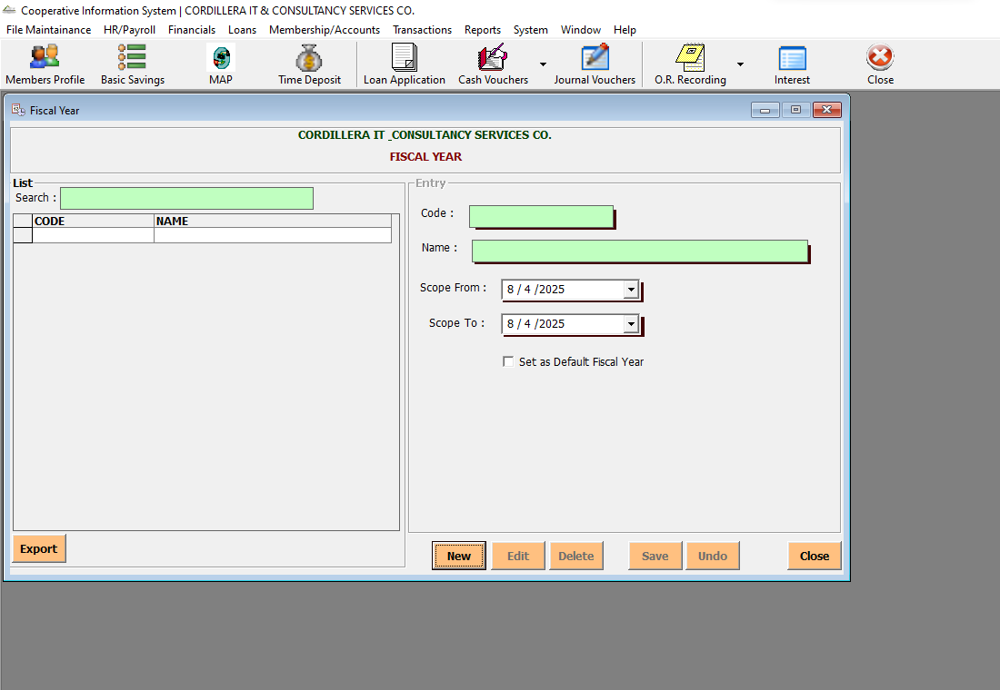 Cooperative Information System | CORDILLERA IT & CONSULTANCY SERVICES CO.
File Maintainance HR/Payroll Financials Loans Membership/Accounts Transactions Reports System Window Help
Members Profile Basic Savings MAP Time Deposit Loan Application Cash Vouchers Journal Vouchers O.R. Recording Interest Close
Fiscal Year
CORDILLERA IT _CONSULTANCY SERVICES CO.
FISCAL YEAR
List
Search :
CODE NAME
Export
Entry
Code :
Name :
Scope From : 8 / 4 /2025
Scope To : 8 / 4 /2025
Set as Default Fiscal Year
New Edit Delete Save Undo Close